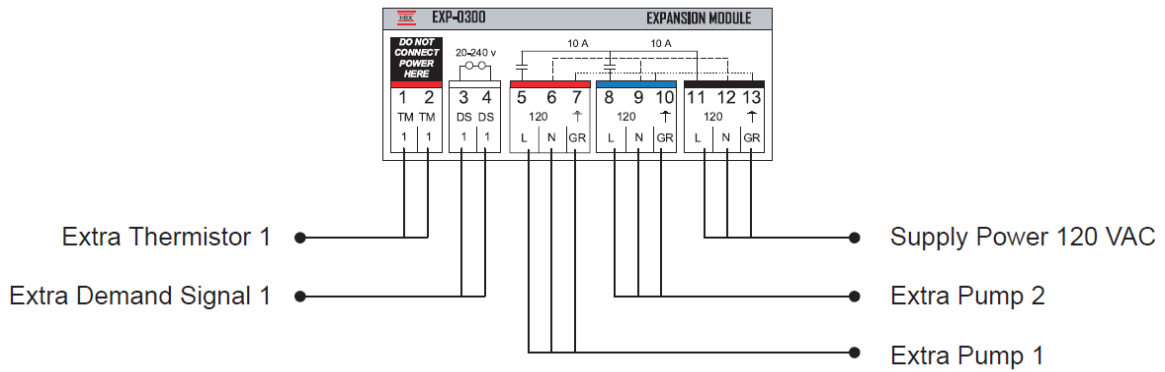 HBX EXP-0300 EXPANSION MODULE
DO NOT
CONNECT
POWER
HERE
20-240 v
10 A 10 A
1 2 3 4 5 6 7 8 9 10 11 12 13
TM TM DS DS 120 120 120
1 1 1 1 L N GR L N GR L N GR
Extra Thermistor 1
Supply Power 120 VAC
Extra Demand Signal 1
Extra Pump 2
Extra Pump 1